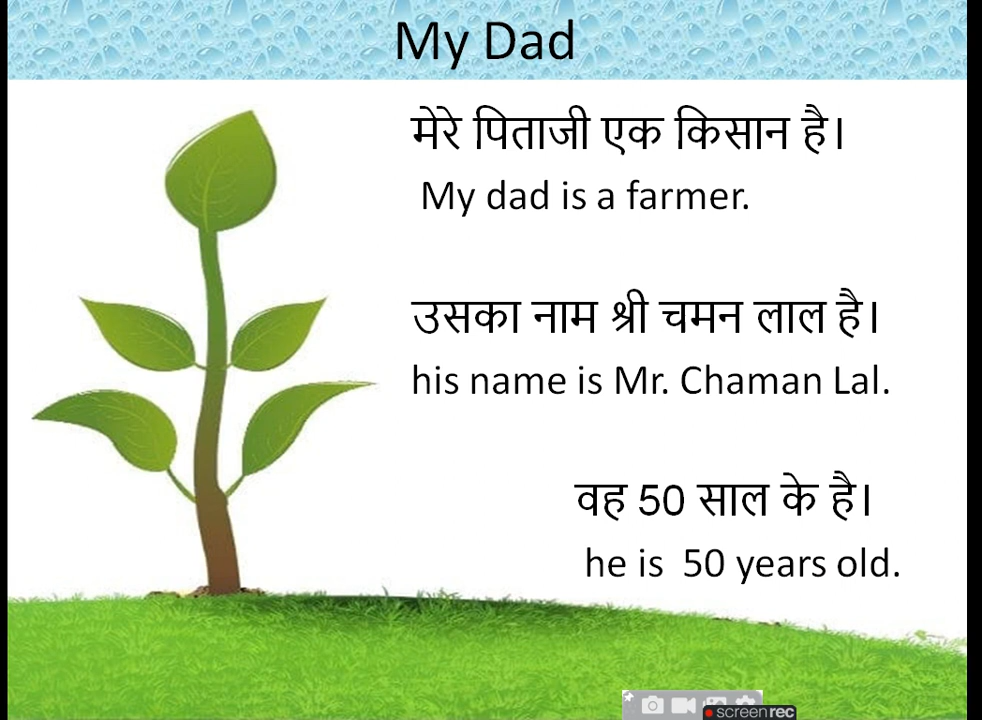 My Dad
मेरे पिताजी एक किसान है।
My dad is a farmer.
उसका नाम श्री चमन लाल है।
his name is Mr. Chaman Lal.
वह 50 साल के है।
he is 50 years old.
screenrec